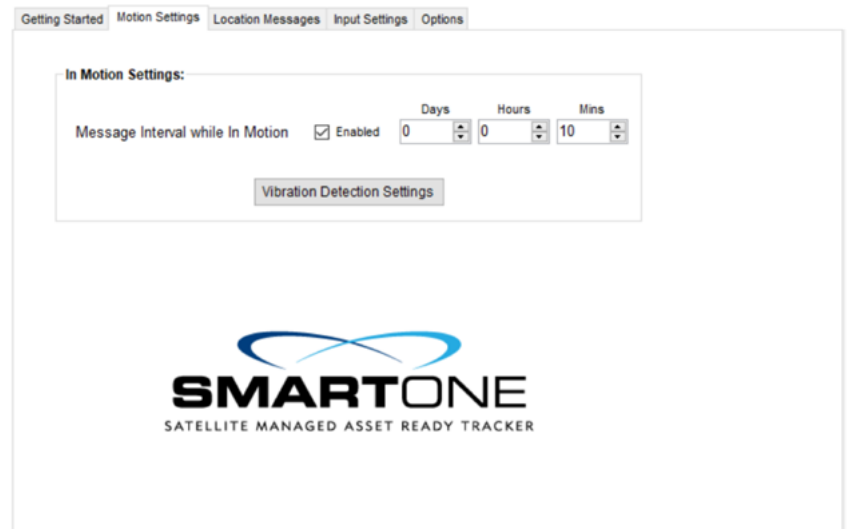 Getting Started Motion Settings Location Messages Input Settings Options
In Motion Settings:
Days Hours Mins
Message Interval while In Motion Enabled 0 0 10
Vibration Detection Settings
SMARTONE
SATELLITE MANAGED ASSET READY TRACKER